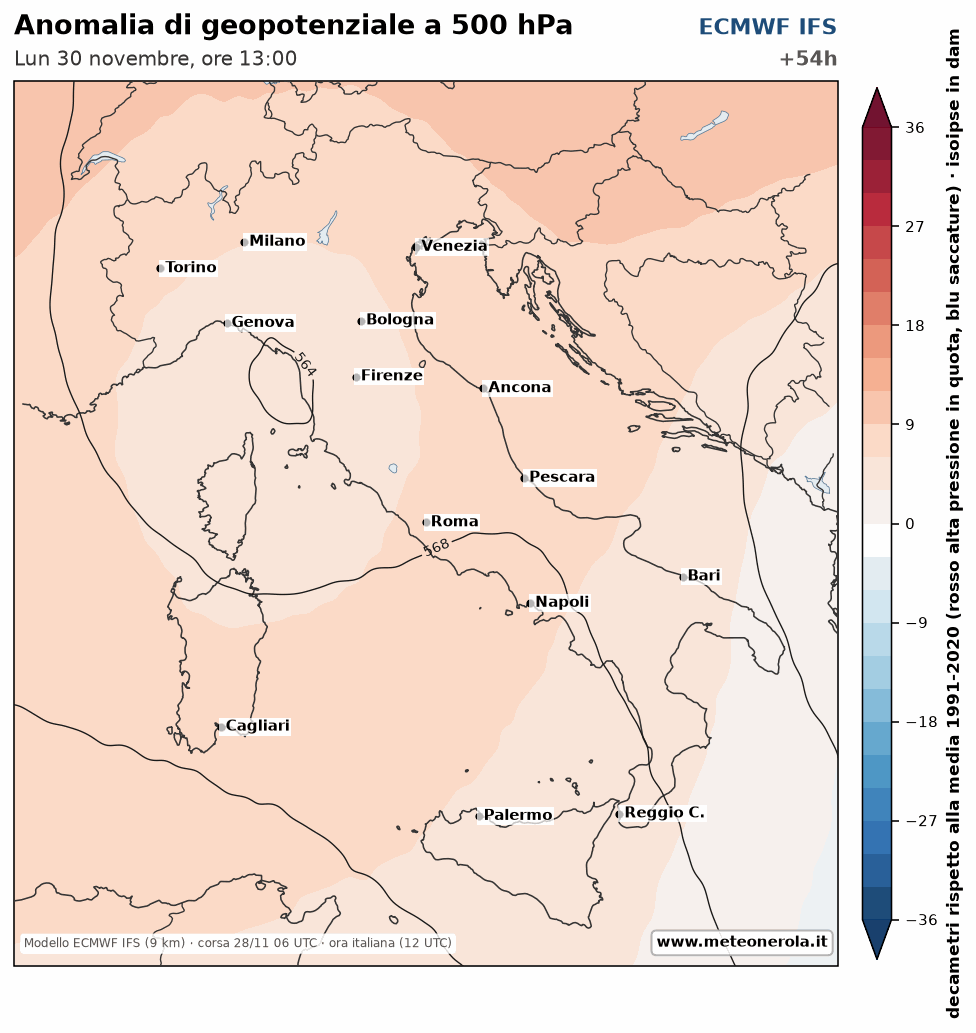 Anomalia di geopotenziale a 500 hPa
ECMWF IFS
Lun 30 novembre, ore 13:00
+54h
Milano
Venezia
Torino
Genova
Bologna
564
Firenze
Ancona
Pescara
Roma
568
Bari
Napoli
Cagliari
Palermo
Reggio C.
Modello ECMWF IFS (9 km) · corsa 28/11 06 UTC · ora italiana (12 UTC)
www.meteonerola.it
36
27
18
9
0
−9
−18
−27
−36
decametri rispetto alla media 1991-2020 (rosso alta pressione in quota, blu saccature) · isoipse in dam